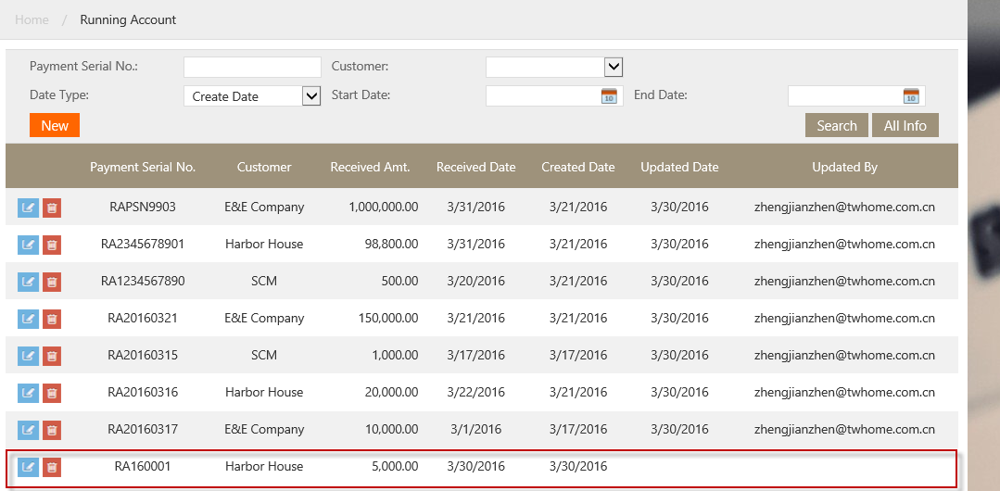 Home / Running Account
Payment Serial No.: Customer:
Date Type: Create Date Start Date: 10 End Date: 10
New Search All Info
Payment Serial No. Customer Received Amt. Received Date Created Date Updated Date Updated By
RAPSN9903 E&E Company 1,000,000.00 3/31/2016 3/21/2016 3/30/2016 zhengjianzhen@twhome.com.cn
RA2345678901 Harbor House 98,800.00 3/31/2016 3/21/2016 3/30/2016 zhengjianzhen@twhome.com.cn
RA1234567890 SCM 500.00 3/20/2016 3/21/2016 3/30/2016 zhengjianzhen@twhome.com.cn
RA20160321 E&E Company 150,000.00 3/21/2016 3/21/2016 3/30/2016 zhengjianzhen@twhome.com.cn
RA20160315 SCM 1,000.00 3/17/2016 3/17/2016 3/30/2016 zhengjianzhen@twhome.com.cn
RA20160316 Harbor House 20,000.00 3/22/2016 3/21/2016 3/30/2016 zhengjianzhen@twhome.com.cn
RA20160317 E&E Company 10,000.00 3/1/2016 3/17/2016 3/30/2016 zhengjianzhen@twhome.com.cn
RA160001 Harbor House 5,000.00 3/30/2016 3/30/2016